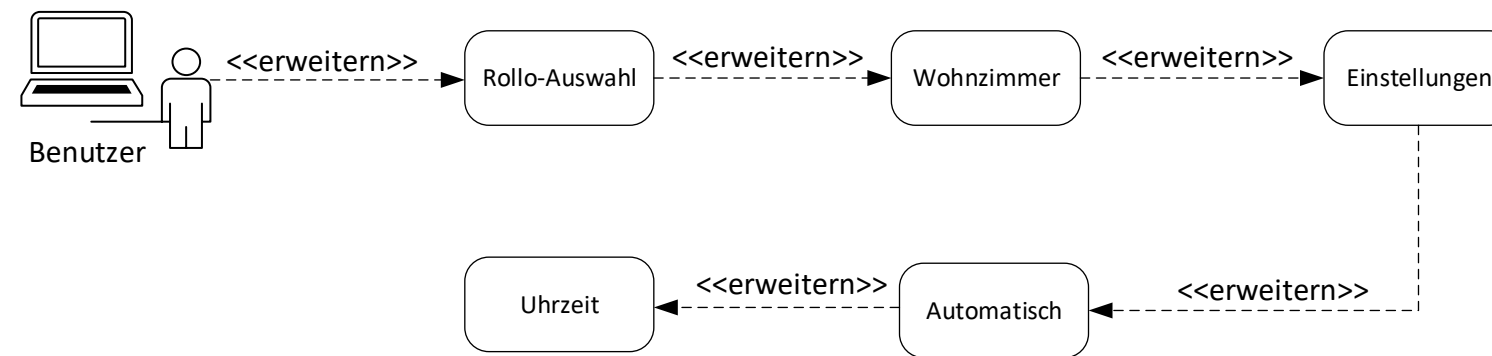 <<erweitern>>
Rollo-Auswahl
<<erweitern>>
Wohnzimmer
<<erweitern>>
Einstellungen
Benutzer
Uhrzeit
<<erweitern>>
Automatisch
<<erweitern>>